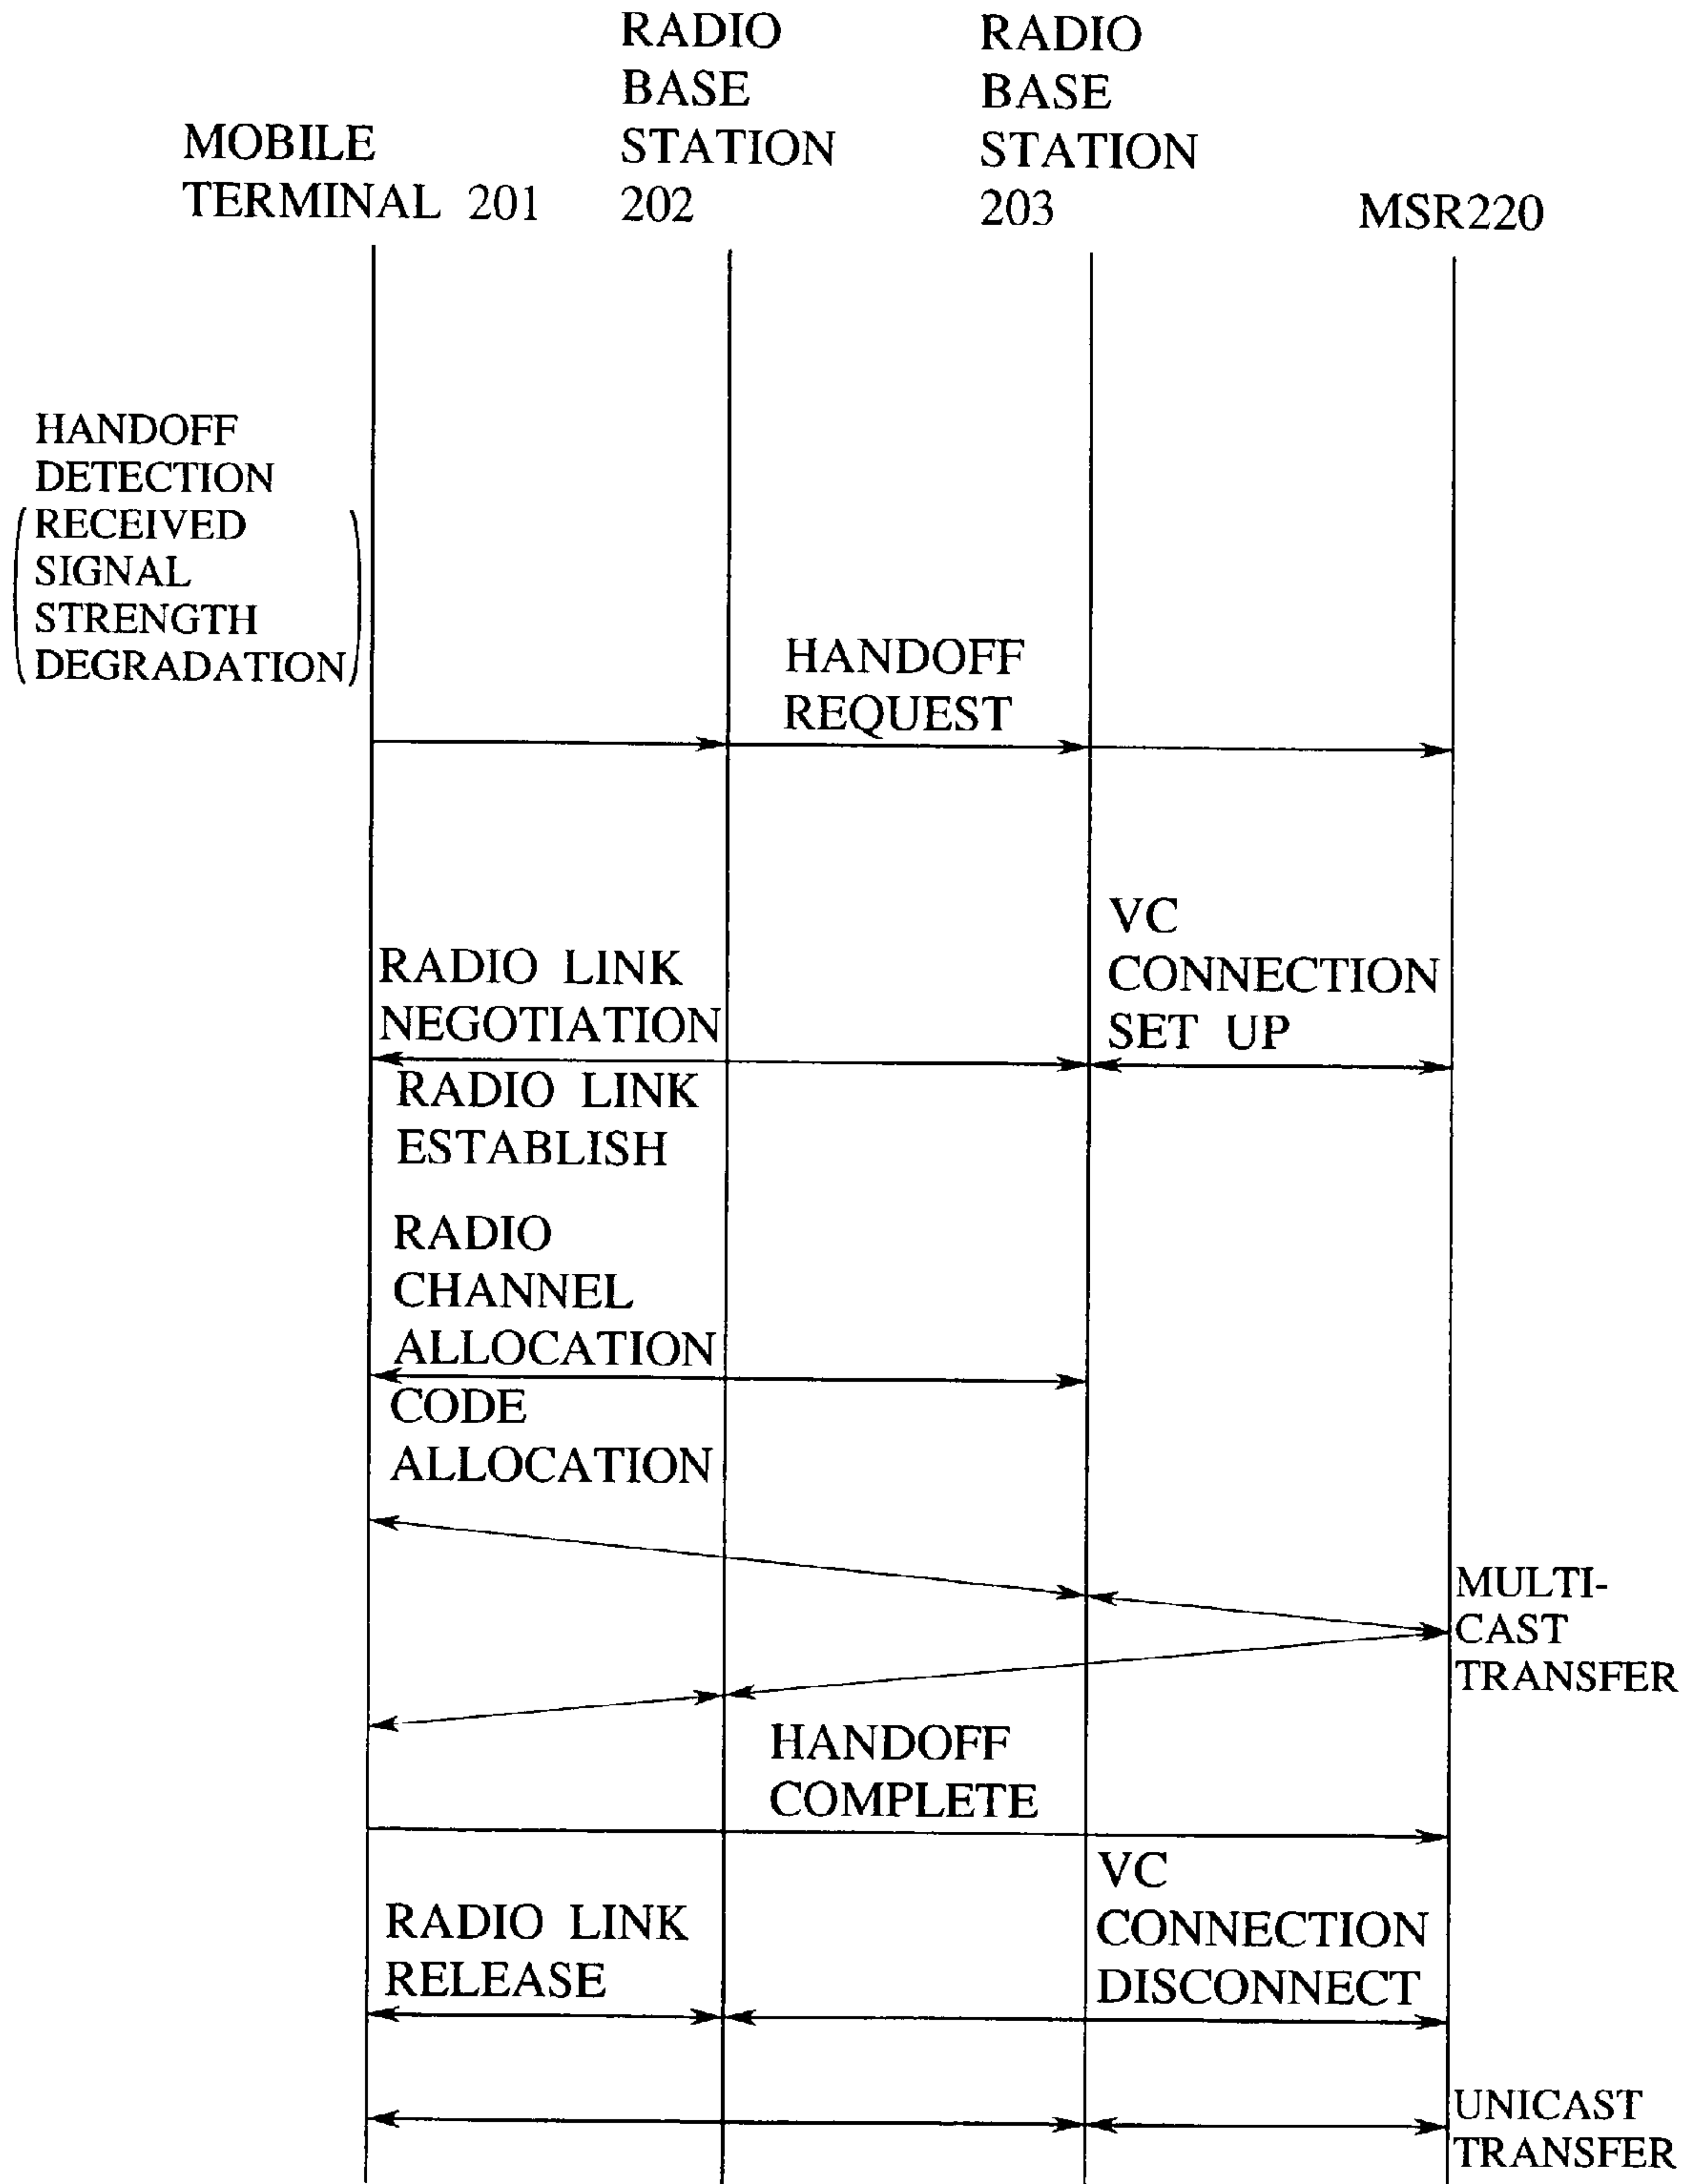 RADIO
BASE
STATION
202
RADIO
BASE
STATION
203
MOBILE
TERMINAL 201
MSR220
HANDOFF
DETECTION
RECEIVED
SIGNAL
STRENGTH
DEGRADATION
HANDOFF
REQUEST
VC
CONNECTION
SET UP
RADIO LINK
NEGOTIATION
RADIO LINK
ESTABLISH
RADIO
CHANNEL
ALLOCATION
CODE
ALLOCATION
MULTI-
CAST
TRANSFER
HANDOFF
COMPLETE
VC
CONNECTION
DISCONNECT
RADIO LINK
RELEASE
UNICAST
TRANSFER